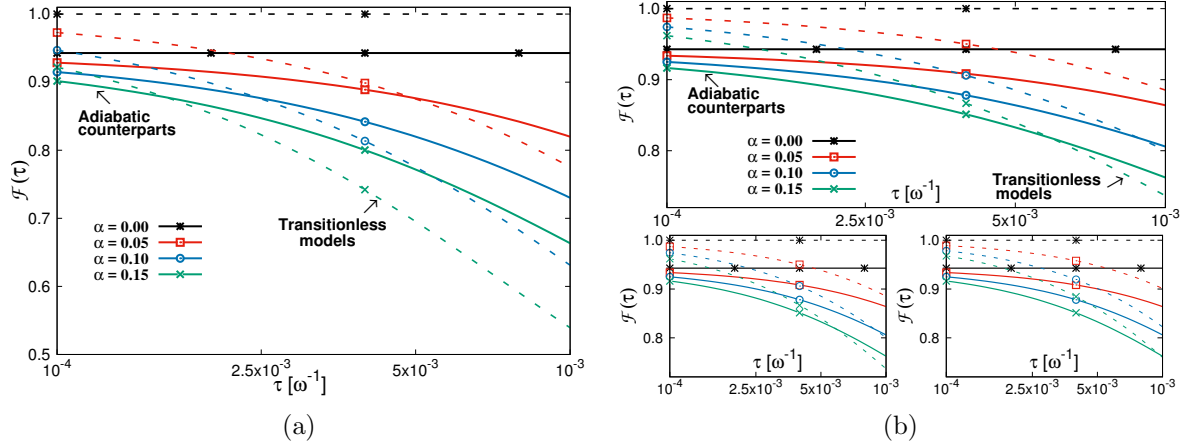 1.0
0.9
0.8
0.7
0.6
0.5
ℱ(τ)
Adiabatic
counterparts
Transitionless
models
α = 0.00
α = 0.05
α = 0.10
α = 0.15
10⁻⁴ 2.5x10⁻³ 5x10⁻³ 10⁻³
τ [ω⁻¹]
(a)
1.0
0.9
0.8
ℱ(τ)
Adiabatic
counterparts
α = 0.00
α = 0.05
α = 0.10
α = 0.15
Transitionless
models
τ [ω⁻¹]
10⁻⁴ 2.5x10⁻³ 5x10⁻³ 10⁻³
1.0
0.9
0.8
ℱ(τ)
τ [ω⁻¹]
10⁻⁴ 2.5x10⁻³ 5x10⁻³ 10⁻³
1.0
0.9
0.8
ℱ(τ)
τ [ω⁻¹]
10⁻⁴ 2.5x10⁻³ 5x10⁻³ 10⁻³
(b)